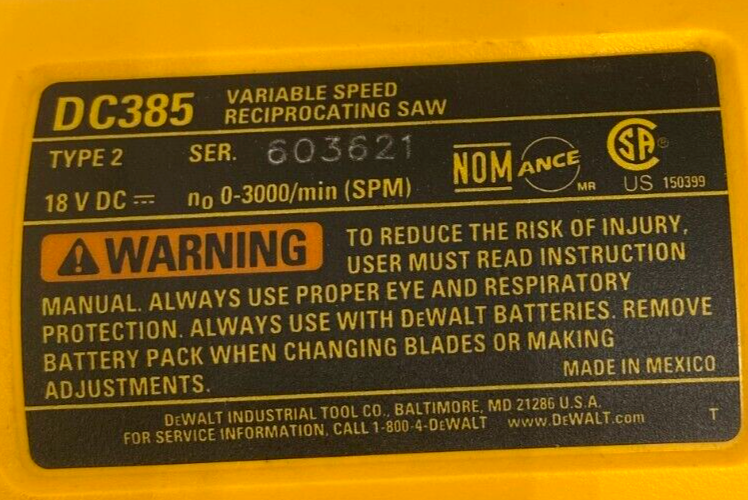 DC385 VARIABLE SPEED
RECIPROCATING SAW
TYPE 2 SER. 603621
18 V DC ⎓ n₀ 0-3000/min (SPM)
NOM ANCE MR
SA ®
US 150399
⚠WARNING TO REDUCE THE RISK OF INJURY,
USER MUST READ INSTRUCTION
MANUAL. ALWAYS USE PROPER EYE AND RESPIRATORY
PROTECTION. ALWAYS USE WITH DEWALT BATTERIES. REMOVE
BATTERY PACK WHEN CHANGING BLADES OR MAKING
ADJUSTMENTS. MADE IN MEXICO
DEWALT INDUSTRIAL TOOL CO., BALTIMORE, MD 21286 U.S.A.
FOR SERVICE INFORMATION, CALL 1-800-4-DEWALT www.DEWALT.com T